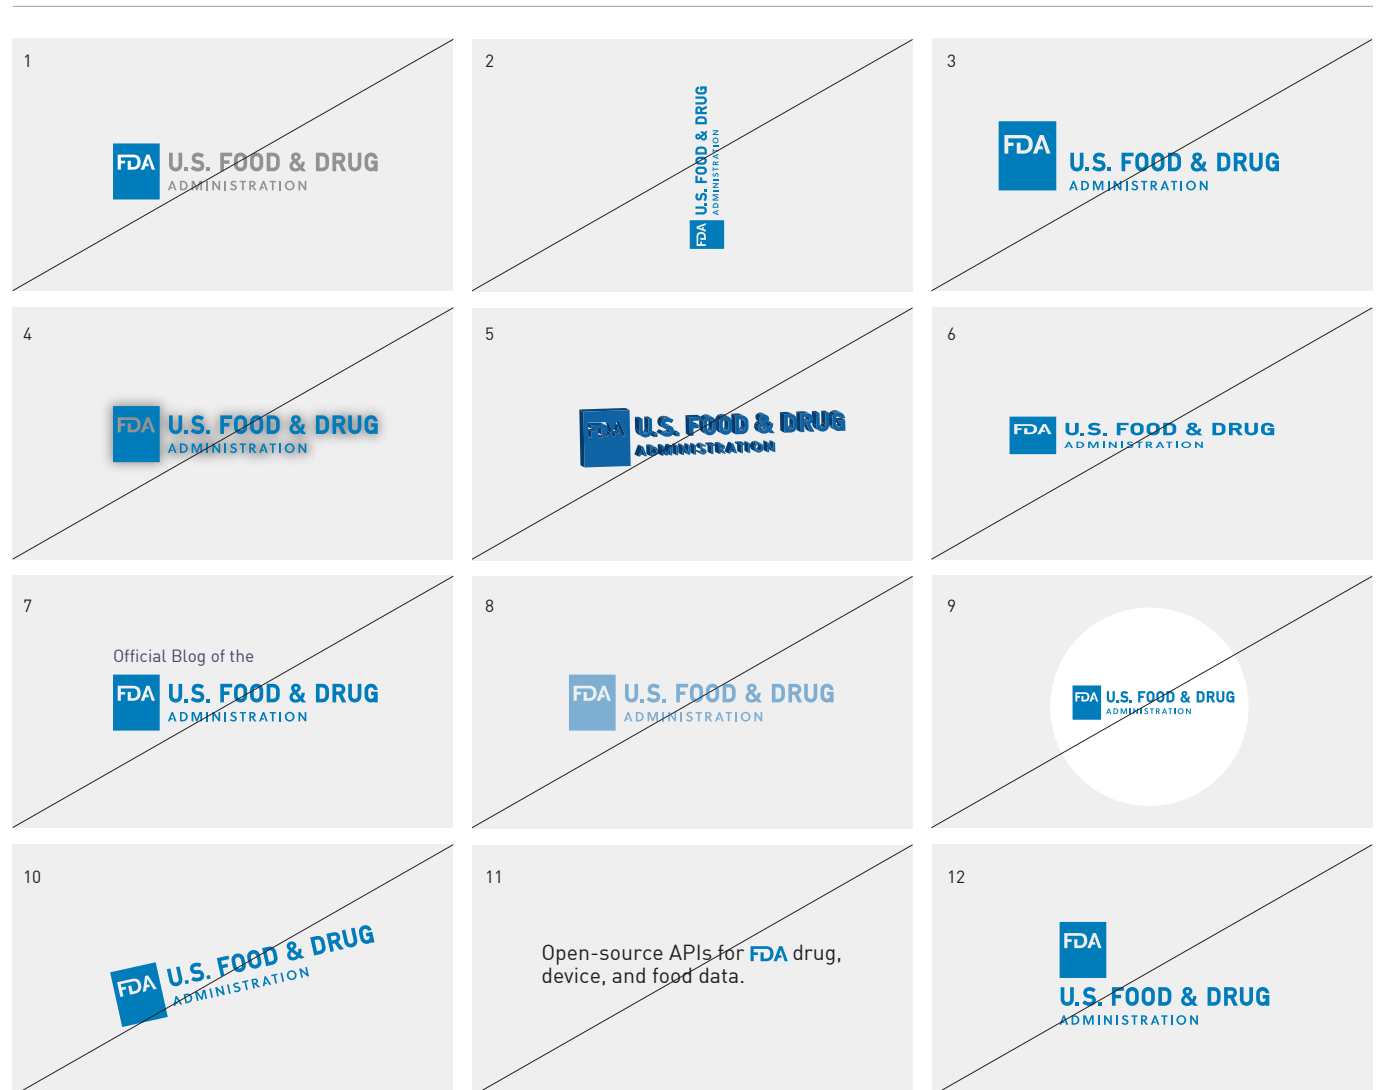 1
FDA U.S. FOOD & DRUG
ADMINISTRATION
2
FDA U.S. FOOD & DRUG
ADMINISTRATION
3
FDA U.S. FOOD & DRUG
ADMINISTRATION
4
FDA U.S. FOOD & DRUG
ADMINISTRATION
5
FDA U.S. FOOD & DRUG
ADMINISTRATION
6
FDA U.S. FOOD & DRUG
ADMINISTRATION
7
Official Blog of the
FDA U.S. FOOD & DRUG
ADMINISTRATION
8
FDA U.S. FOOD & DRUG
ADMINISTRATION
9
FDA U.S. FOOD & DRUG
ADMINISTRATION
10
FDA U.S. FOOD & DRUG
ADMINISTRATION
11
Open-source APIs for FDA drug,
device, and food data.
12
FDA
U.S. FOOD & DRUG
ADMINISTRATION